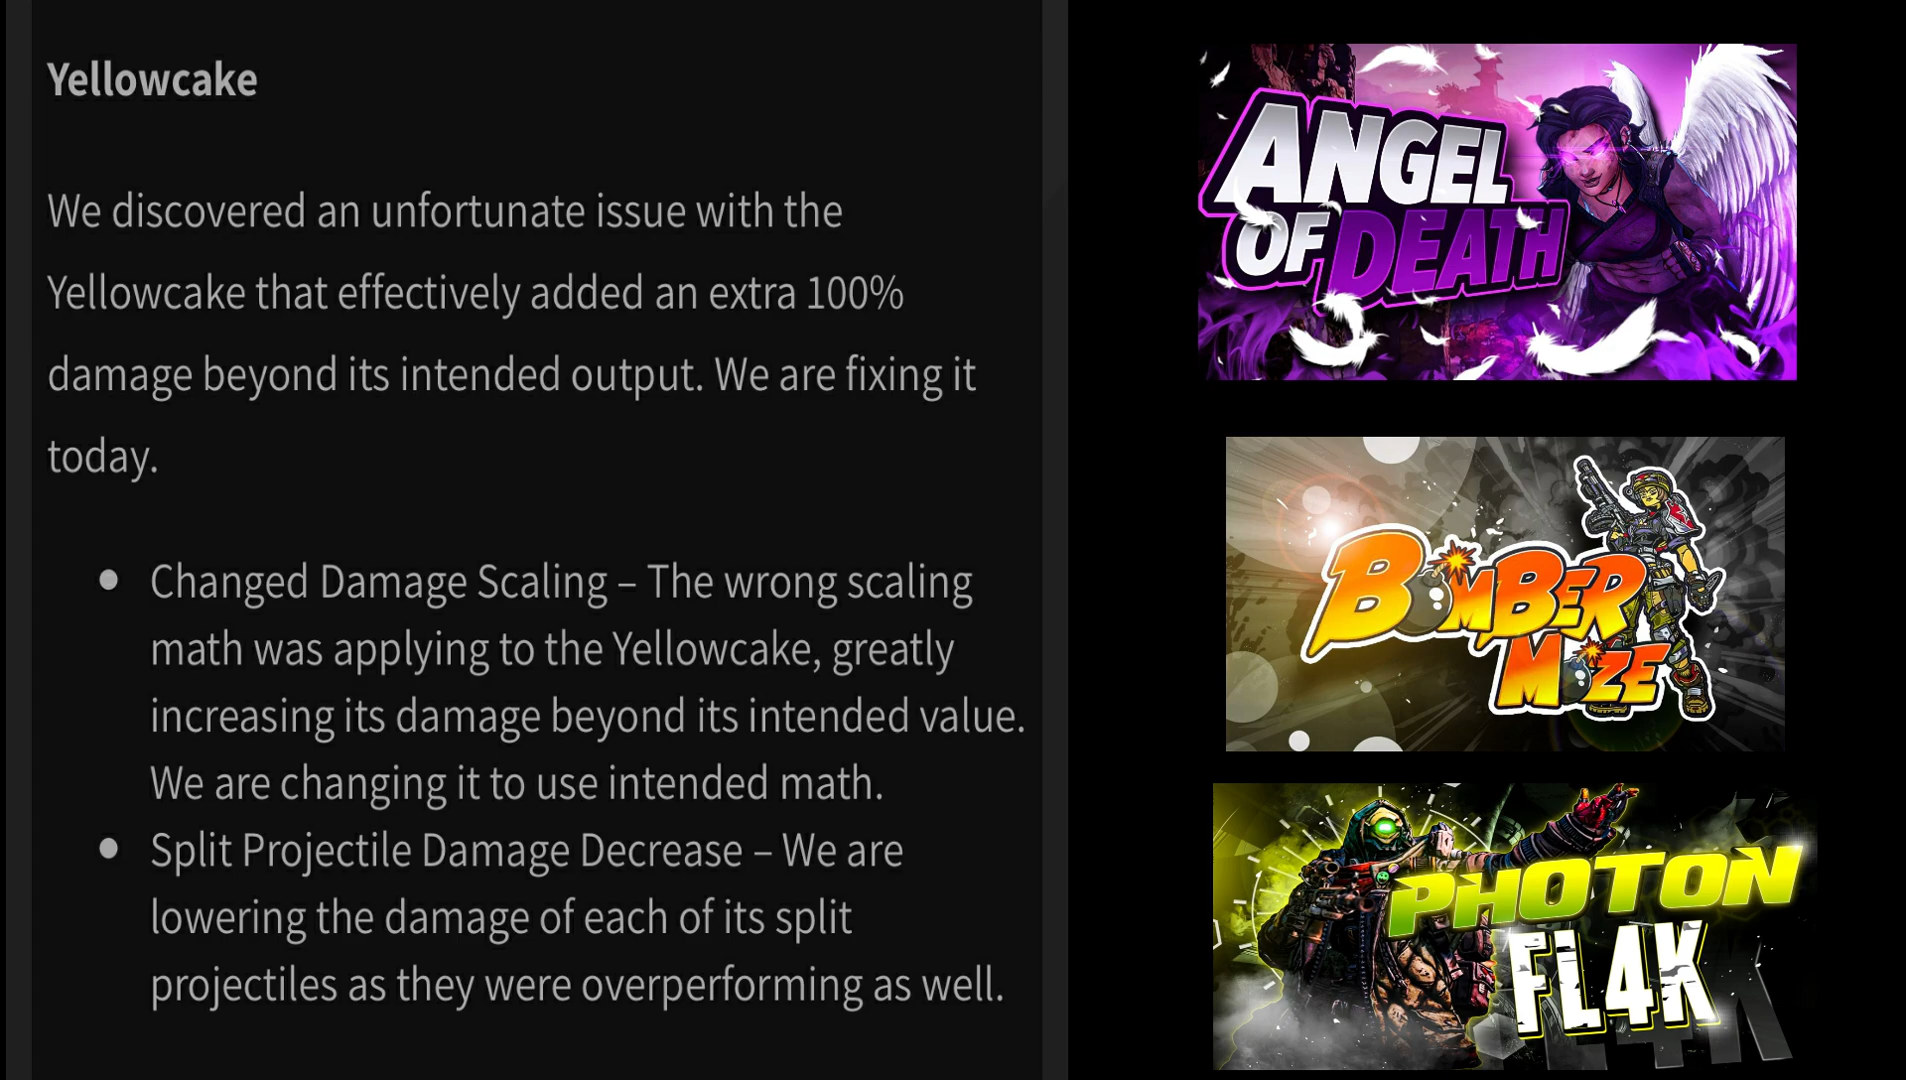 Yellowcake
We discovered an unfortunate issue with the
Yellowcake that effectively added an extra 100%
damage beyond its intended output. We are fixing it
today.
Changed Damage Scaling – The wrong scaling
math was applying to the Yellowcake, greatly
increasing its damage beyond its intended value.
We are changing it to use intended math.
Split Projectile Damage Decrease – We are
lowering the damage of each of its split
projectiles as they were overperforming as well.
ANGEL
OF DEATH
BOMBER
MOZE
PHOTON
FL4K